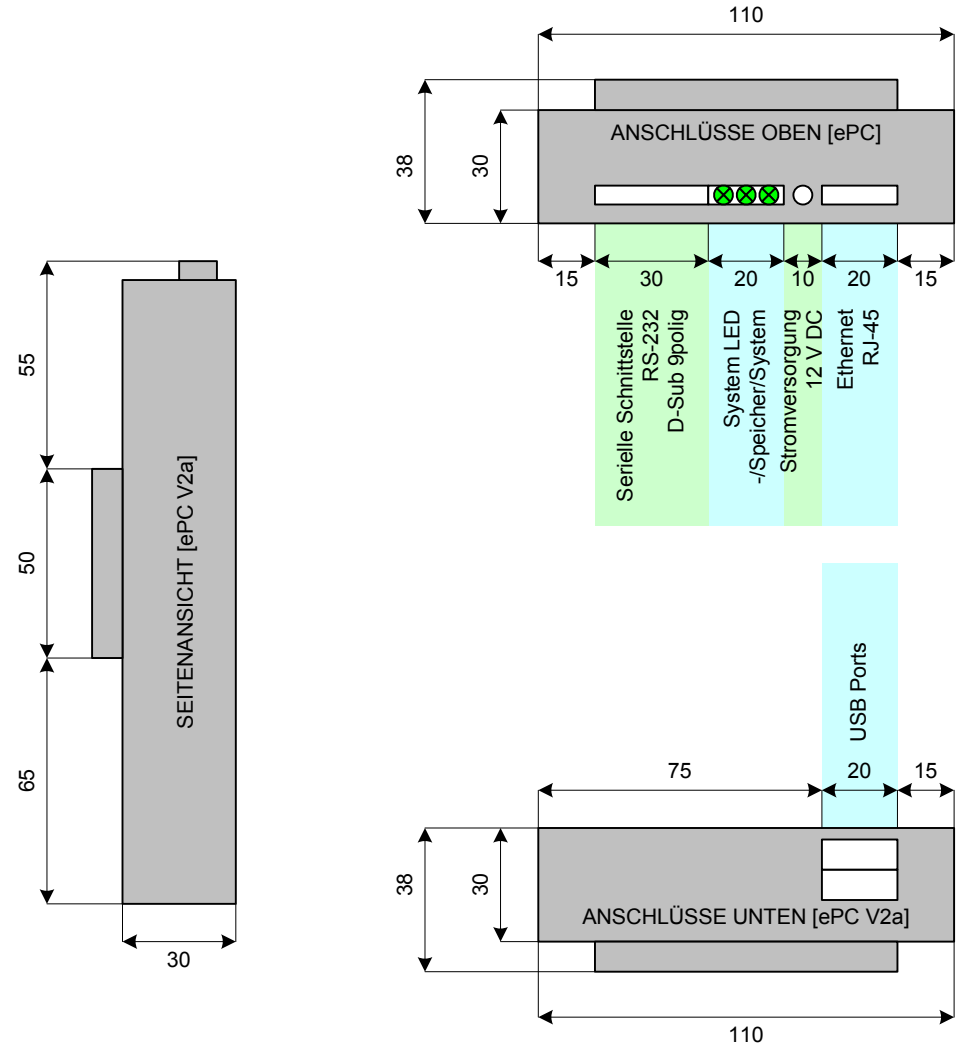 110
38
30
ANSCHLÜSSE OBEN [ePC]
15
30
20
10
20
15
Serielle Schnittstelle
RS-232
D-Sub 9polig
System LED
-/Speicher/System
Stromversorgung
12 V DC
Ethernet
RJ-45
55
50
65
SEITENANSICHT [ePC V2a]
30
USB Ports
75
20
15
38
30
ANSCHLÜSSE UNTEN [ePC V2a]
110